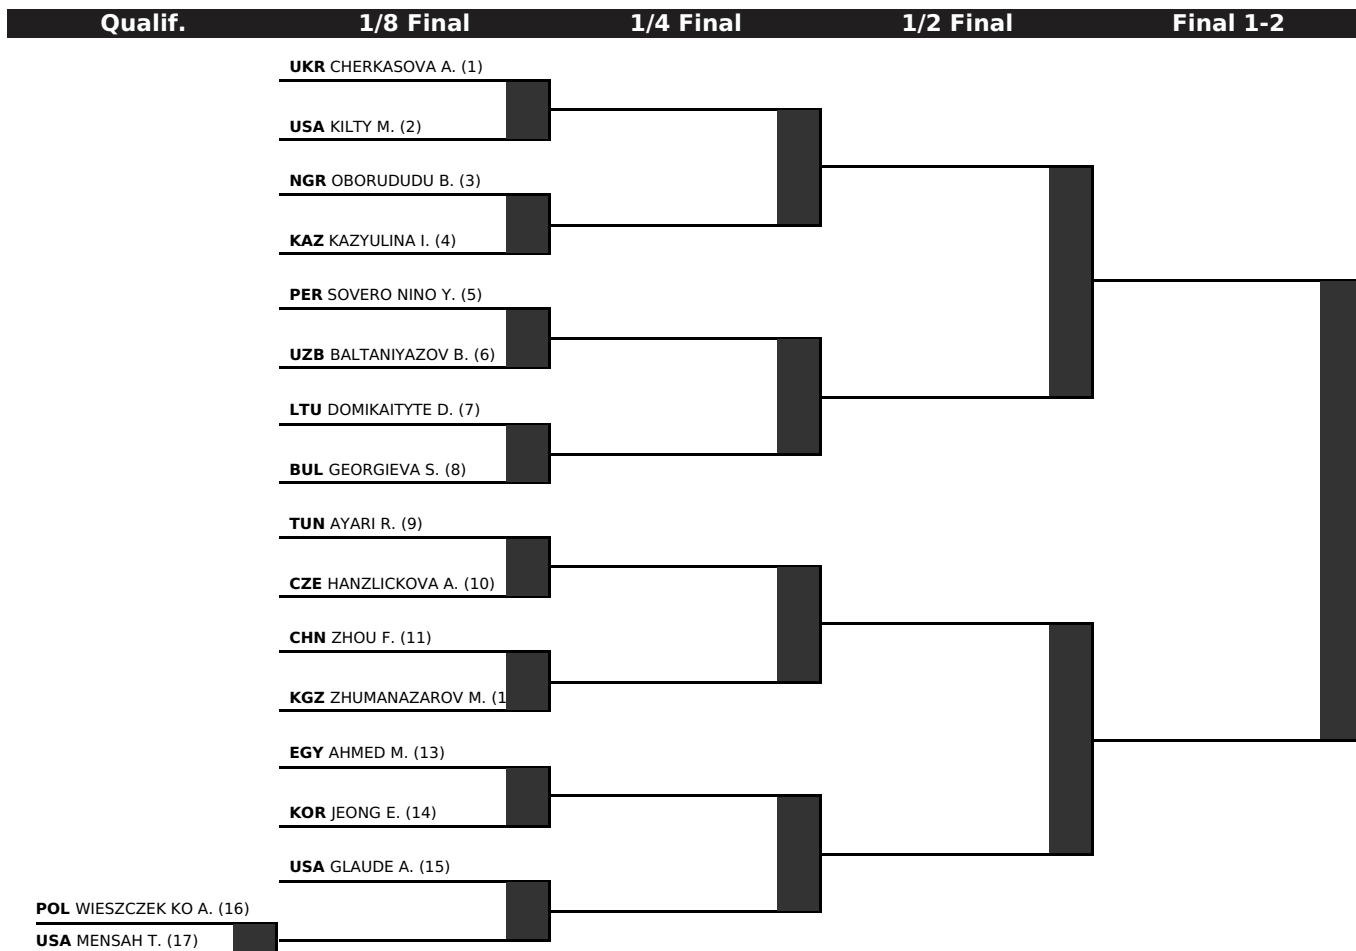 Qualif. 1/8 Final 1/4 Final 1/2 Final Final 1-2
UKR CHERKASOVA A. (1)
USA KILTY M. (2)
NGR OBORUDUDU B. (3)
KAZ KAZYULINA I. (4)
PER SOVERO NINO Y. (5)
UZB BALTANIYAZOV B. (6)
LTU DOMIKAITYTE D. (7)
BUL GEORGIEVA S. (8)
TUN AYARI R. (9)
CZE HANZLICKOVA A. (10)
CHN ZHOU F. (11)
KGZ ZHUMANAZAROV M. (1
EGY AHMED M. (13)
KOR JEONG E. (14)
USA GLAUDE A. (15)
POL WIESZCZEK KO A. (16)
USA MENSAH T. (17)